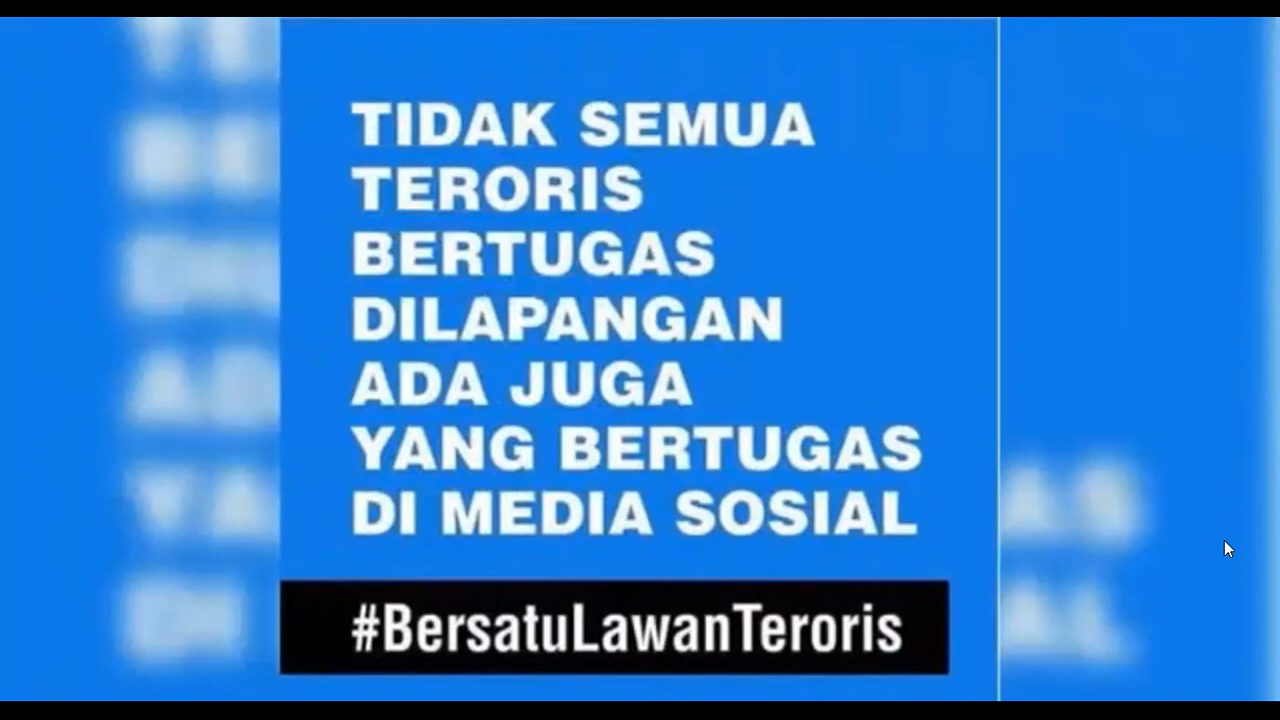 TIDAK SEMUA
TERORIS
BERTUGAS
DILAPANGAN
ADA JUGA
YANG BERTUGAS
DI MEDIA SOSIAL
#BersatuLawanTeroris